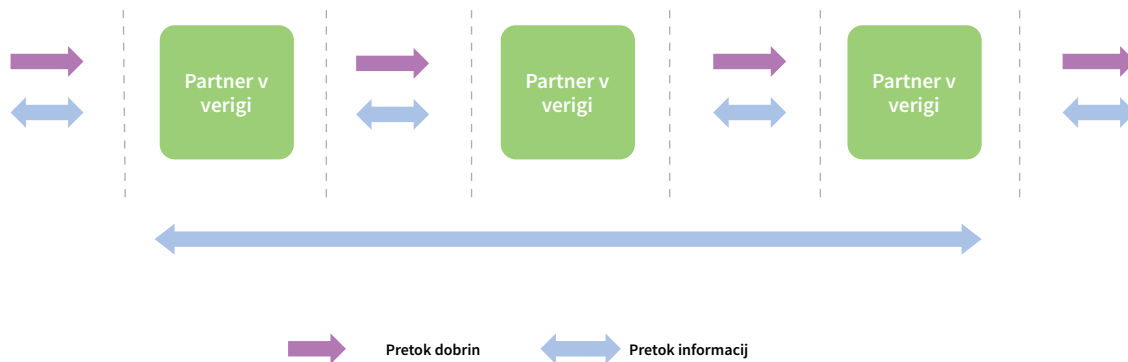 Partner v
verigi
Partner v
verigi
Partner v
verigi
Pretok dobrin
Pretok informacij